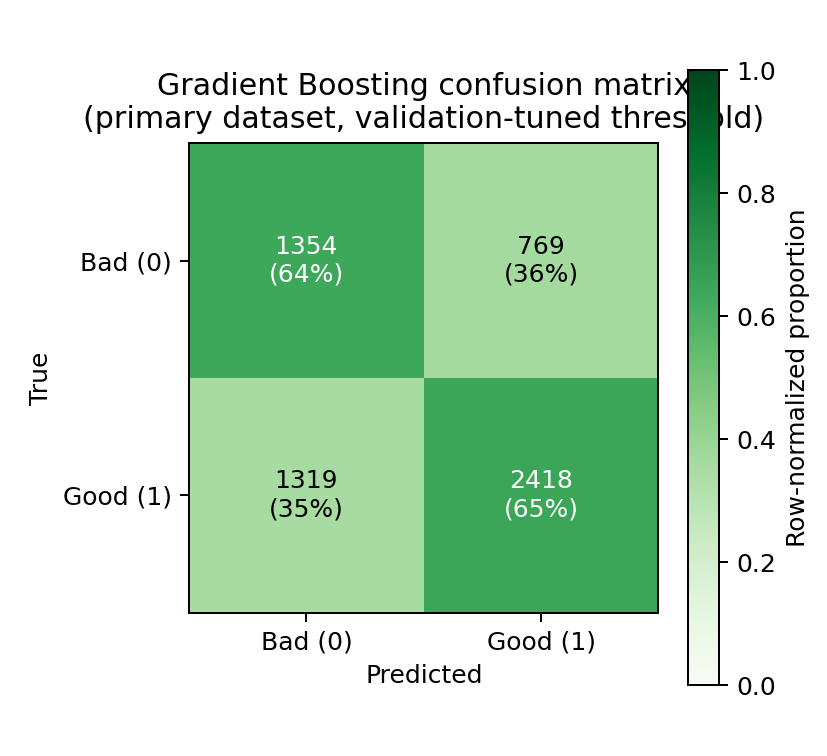 Gradient Boosting confusion matrix
(primary dataset, validation-tuned ld)
1.0
0.8
0.6
0.4
0.2
0.0
Row-normalized proportion
True
Bad (0)
1354
(64%)
769
(36%)
Good (1)
1319
(35%)
2418
(65%)
Bad (0)
Good (1)
Predicted